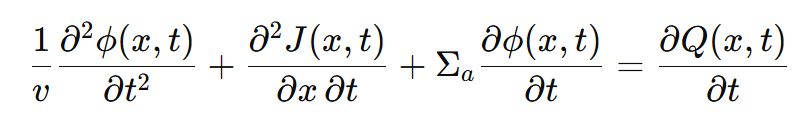 \frac{1}{v} \frac{\partial^2 \phi(x,t)}{\partial t^2} + \frac{\partial^2 J(x,t)}{\partial x \, \partial t} + \Sigma_a \frac{\partial \phi(x,t)}{\partial t} = \frac{\partial Q(x,t)}{\partial t}